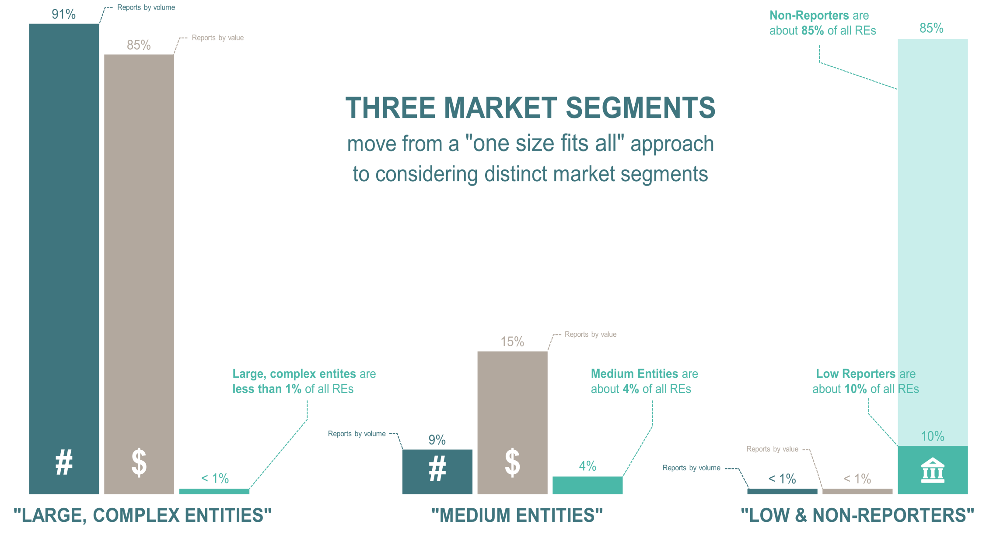 91%
Reports by volume
85%
Reports by value
Non-Reporters are
about 85% of all REs
85%
THREE MARKET SEGMENTS
move from a "one size fits all" approach
to considering distinct market segments
Large, complex entites are
less than 1% of all REs
#
$
< 1%
"LARGE, COMPLEX ENTITIES"
15%
Reports by value
Medium Entities are
about 4% of all REs
Reports by volume
9%
#
$
4%
"MEDIUM ENTITIES"
Low Reporters are
about 10% of all REs
10%
Reports by value
Reports by volume
< 1%
< 1%
"LOW & NON-REPORTERS"